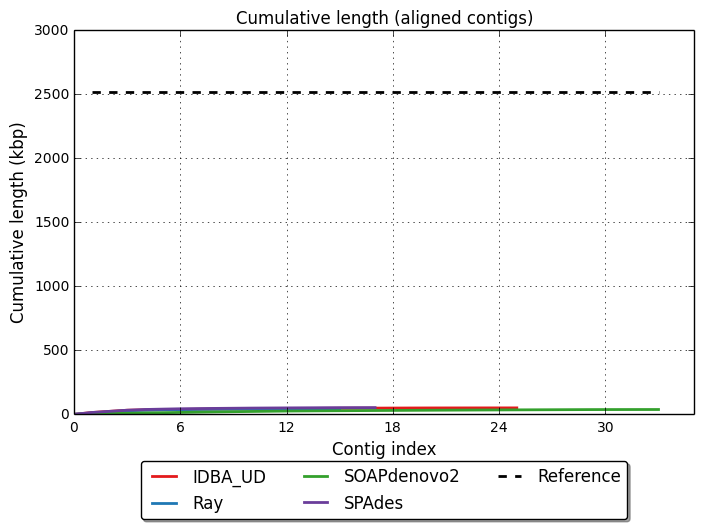 Cumulative length (aligned contigs)
3000
2500
2000
1500
1000
500
0
Cumulative length (kbp)
0 6 12 18 24 30
Contig index
IDBA_UD SOAPdenovo2 Reference
Ray SPAdes